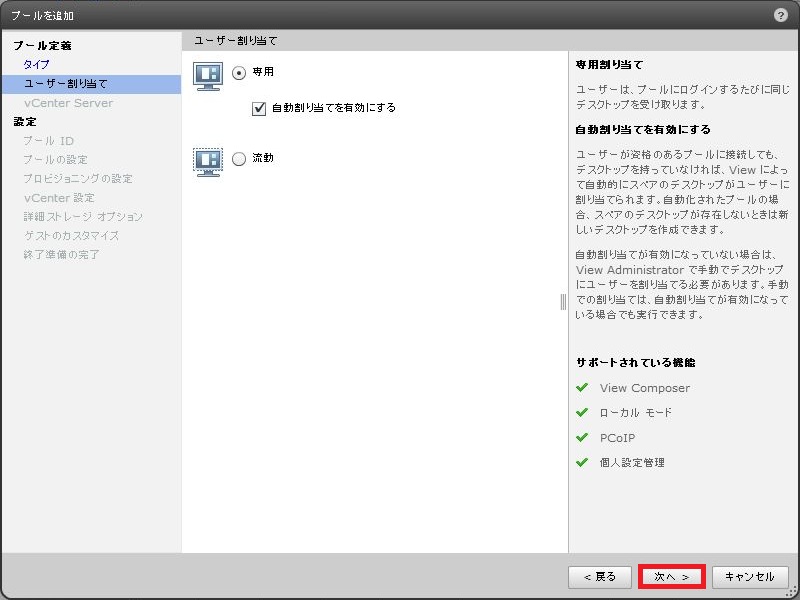 プールを追加
?
プール定義
タイプ
ユーザー割り当て
vCenter Server
設定
プール ID
プールの設定
プロビジョニングの設定
vCenter 設定
詳細ストレージ オプション
ゲストのカスタマイズ
終了準備の完了
ユーザー割り当て
専用
自動割り当てを有効にする
流動
専用割り当て
ユーザーは、プールにログインするたびに同じ
デスクトップを受け取ります。
自動割り当てを有効にする
ユーザーが資格のあるプールに接続しても、
デスクトップを持っていなければ、View によっ
て自動的にスペアのデスクトップがユーザーに
割り当てられます。自動化されたプールの場
合、スペアのデスクトップが存在しないときは新
しいデスクトップを作成できます。
自動割り当てが有効になっていない場合は、
View Administrator で手動でデスクトップ
にユーザーを割り当てる必要があります。手動
での割り当ては、自動割り当てが有効になって
いる場合でも実行できます。
サポートされている機能
View Composer
ローカル モード
PCoIP
個人設定管理
< 戻る
次へ >
キャンセル